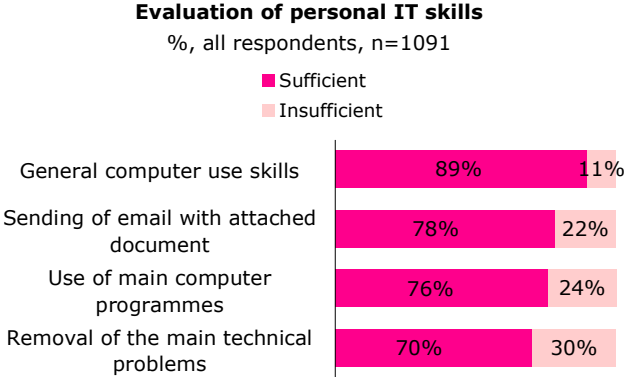 Evaluation of personal IT skills
%, all respondents, n=1091
Sufficient
Insufficient
General computer use skills
89%
11%
Sending of email with attached
document
78%
22%
Use of main computer
programmes
76%
24%
Removal of the main technical
problems
70%
30%